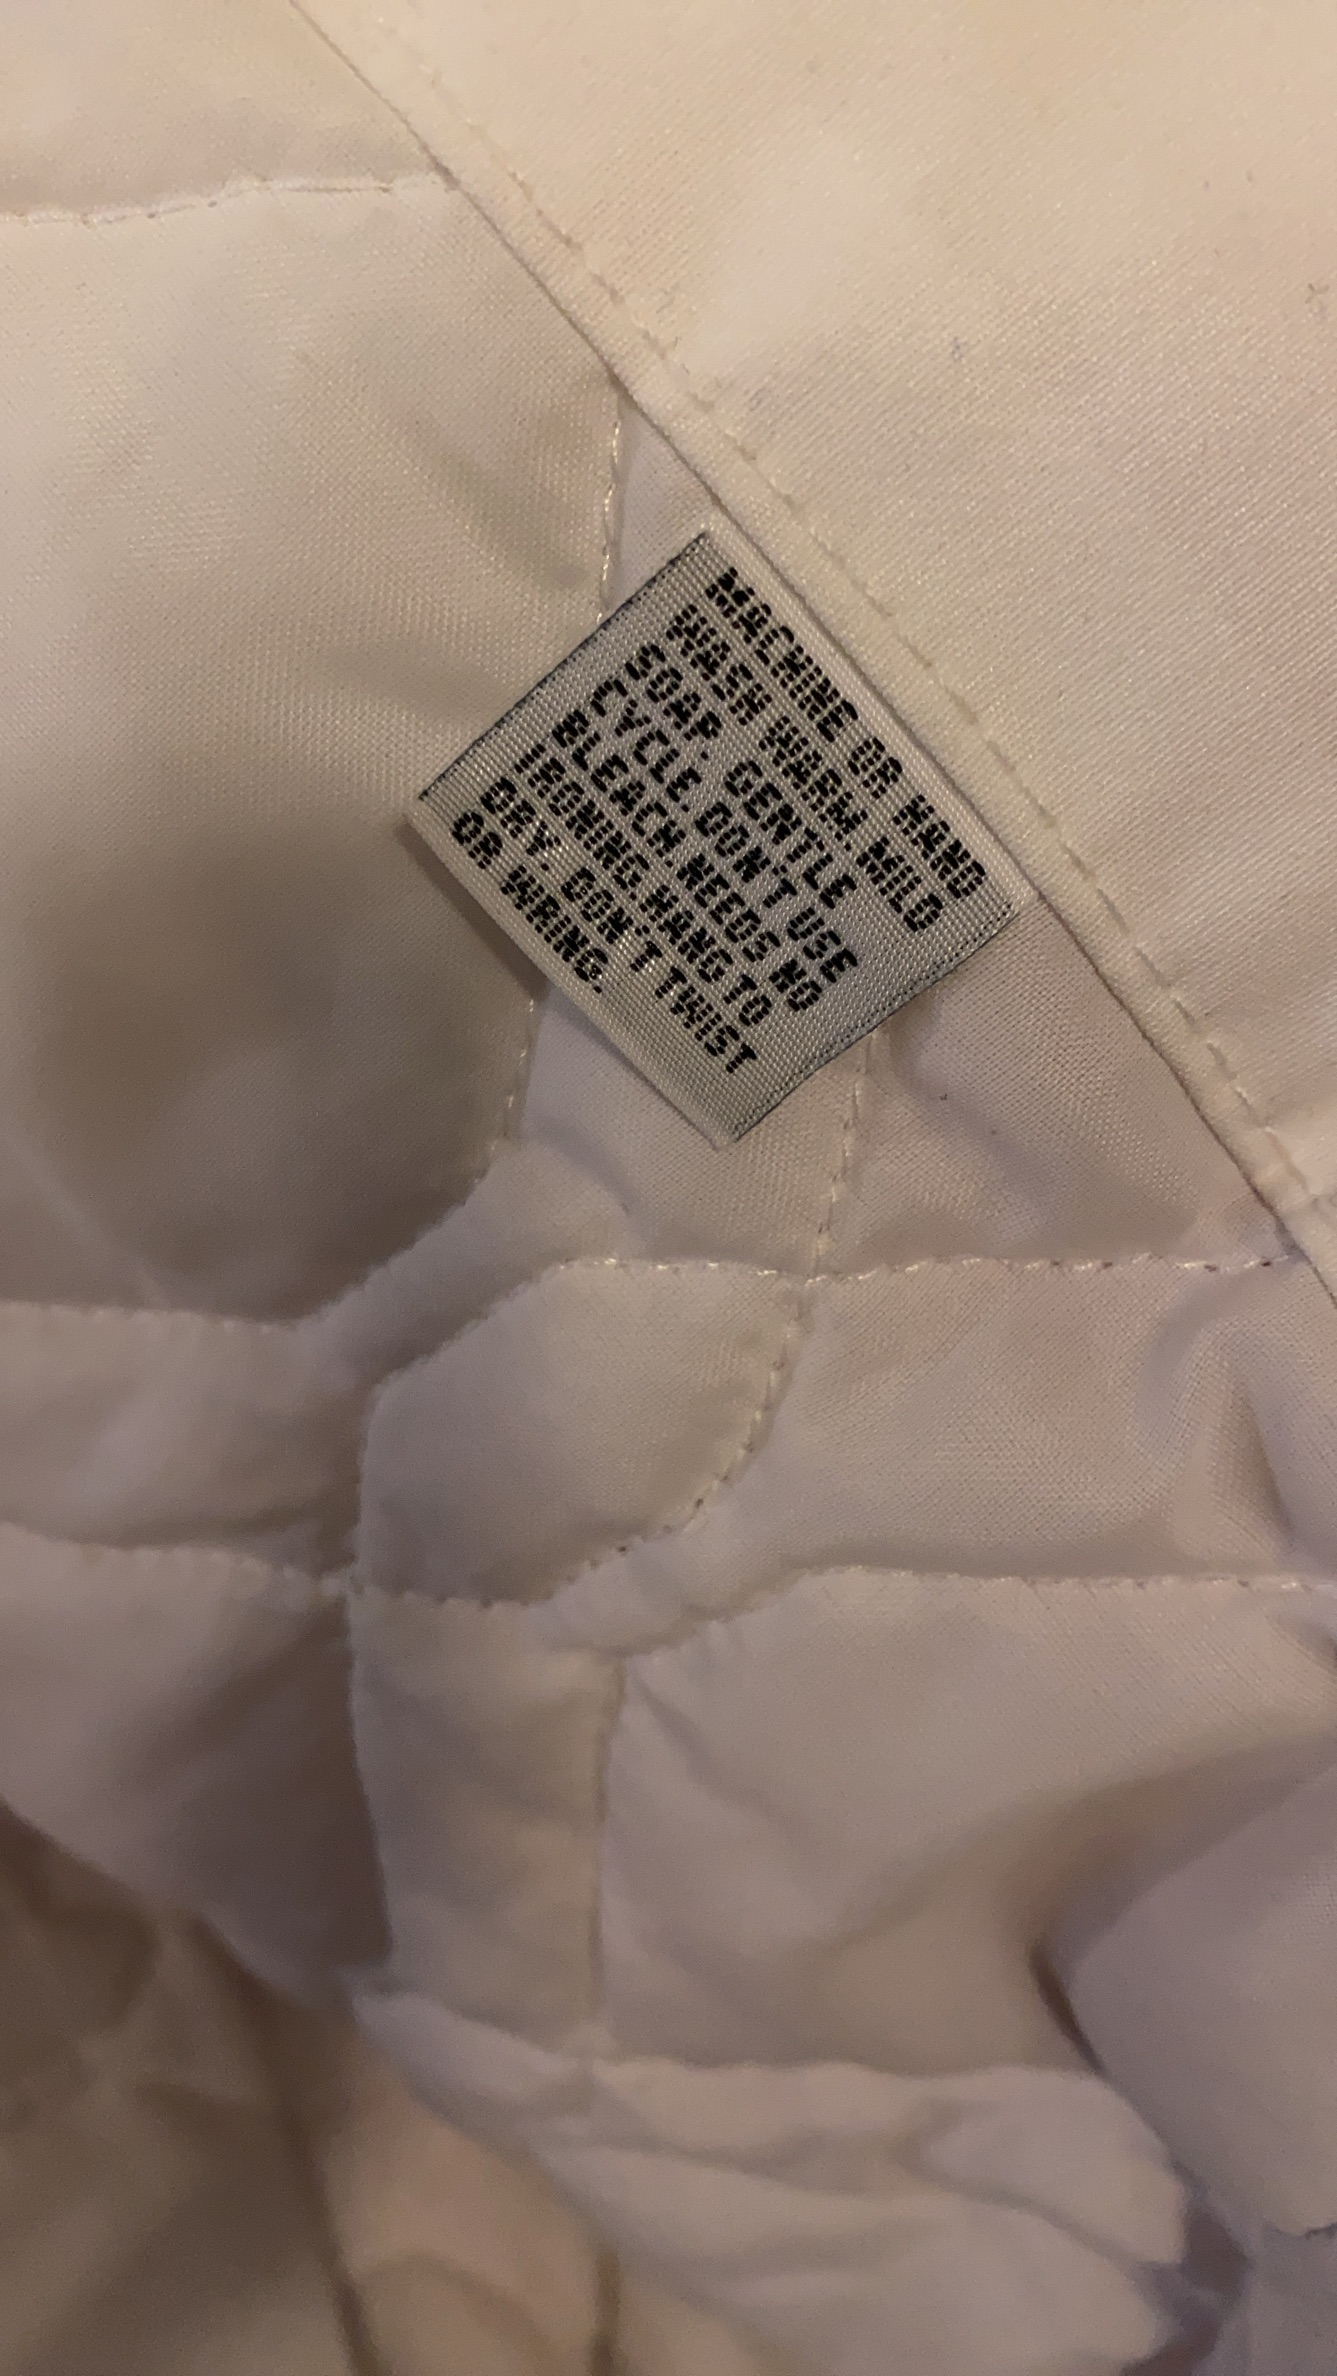 MACHINE OR HAND
WASH WARM. MILD
SOAP. GENTLE
CYCLE. DON'T USE
BLEACH. NEEDS NO
IRONING. HANG TO
DRY. DON'T TWIST
OR WRING.